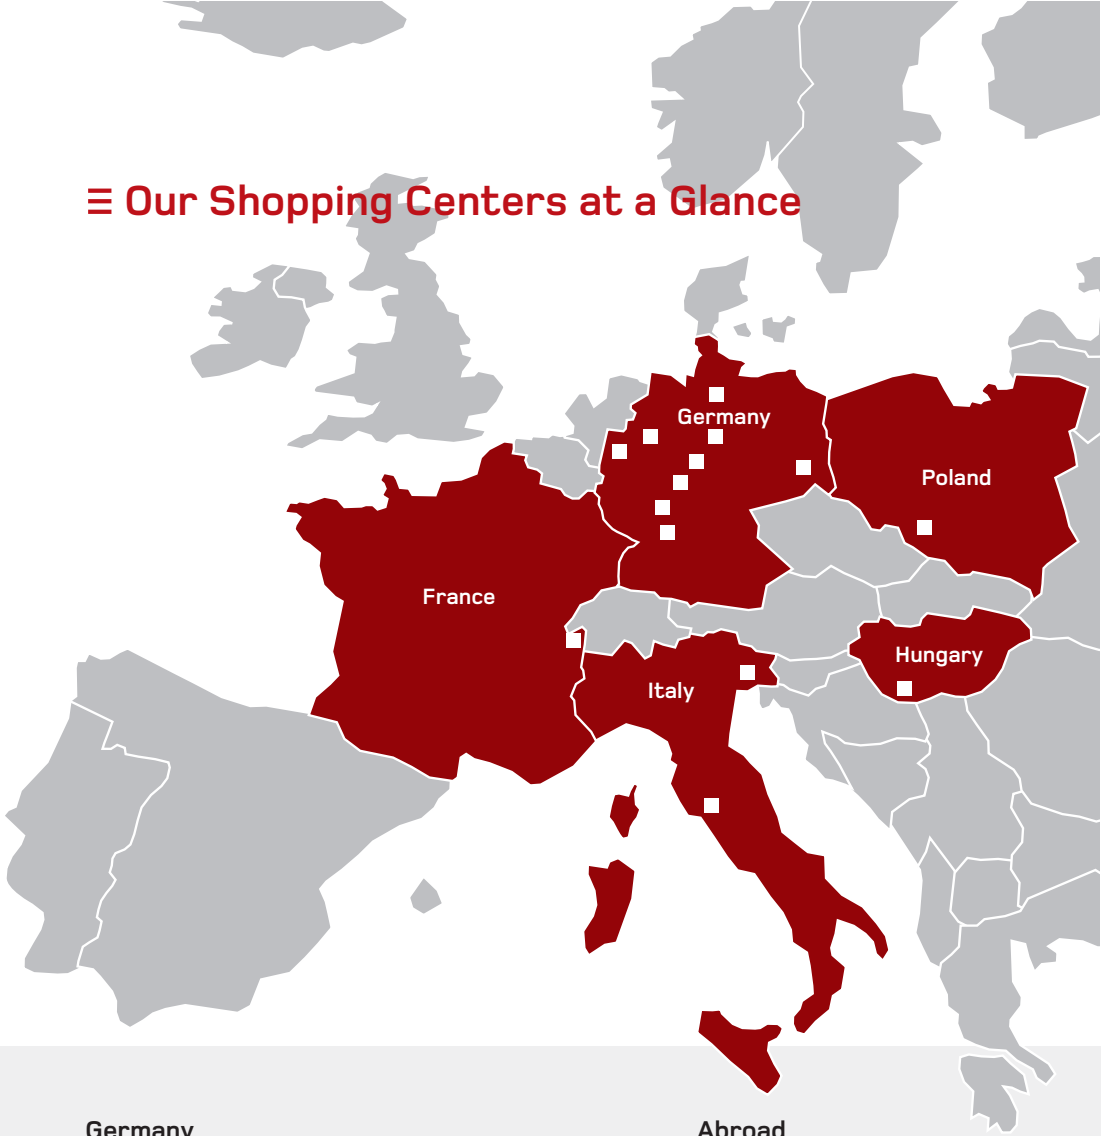 ☰ Our Shopping Centers at a Glance
Germany
Poland
France
Hungary
Italy
Germany
Abroad